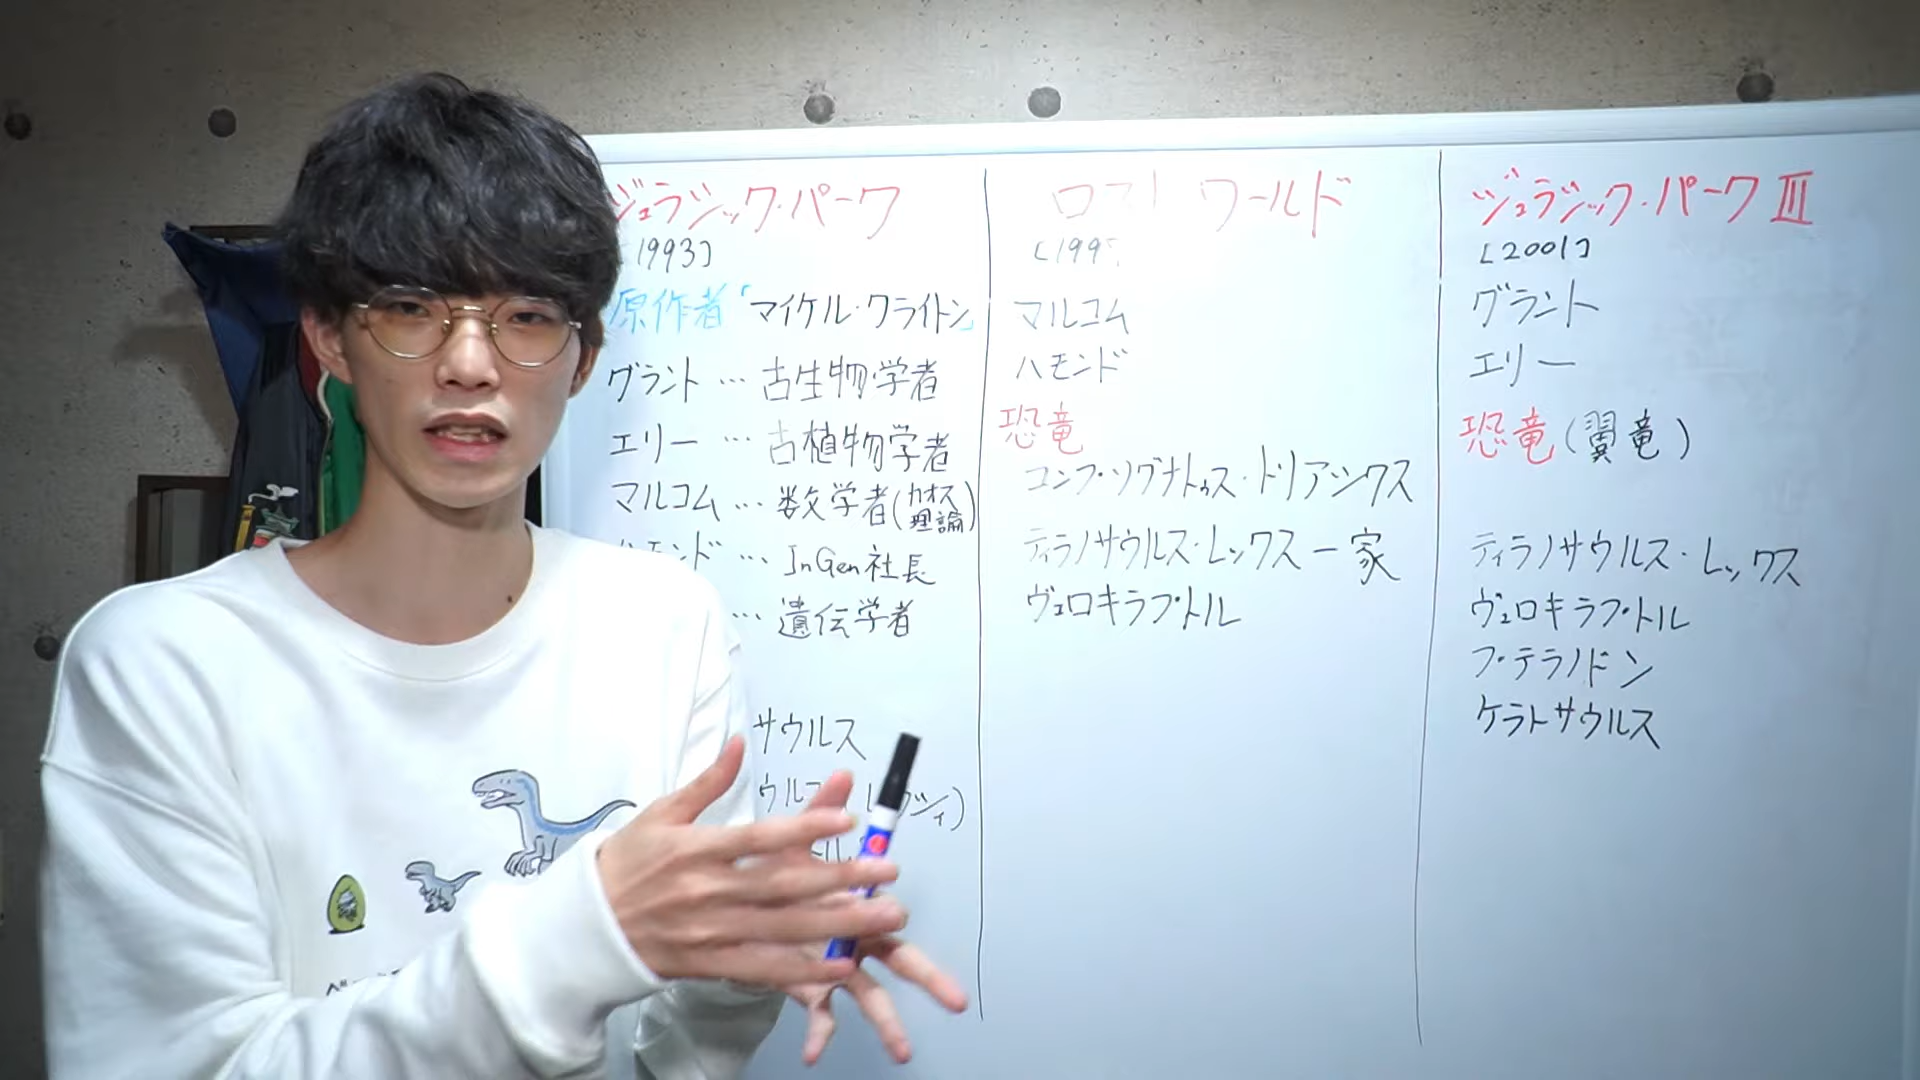 ジュラシック・パーク
1993]
原作者「マイケル・クライトン」
グラント … 古生物学者
エリー … 古植物学者
マルコム … 数学者(カオス理論)
ハモンド … InGen社長
… 遺伝学者
サウルス
ロスト ワールド
[199
マルコム
ハモンド
恐竜
コンプソグナトゥス・トリアシクス
ティラノサウルス・レックス一家
ヴェロキラプトル
ジュラシック・パークⅢ
[2001]
グラント
エリー
恐竜(翼竜)
ティラノサウルス・レックス
ヴェロキラプトル
プテラノドン
ケラトサウルス